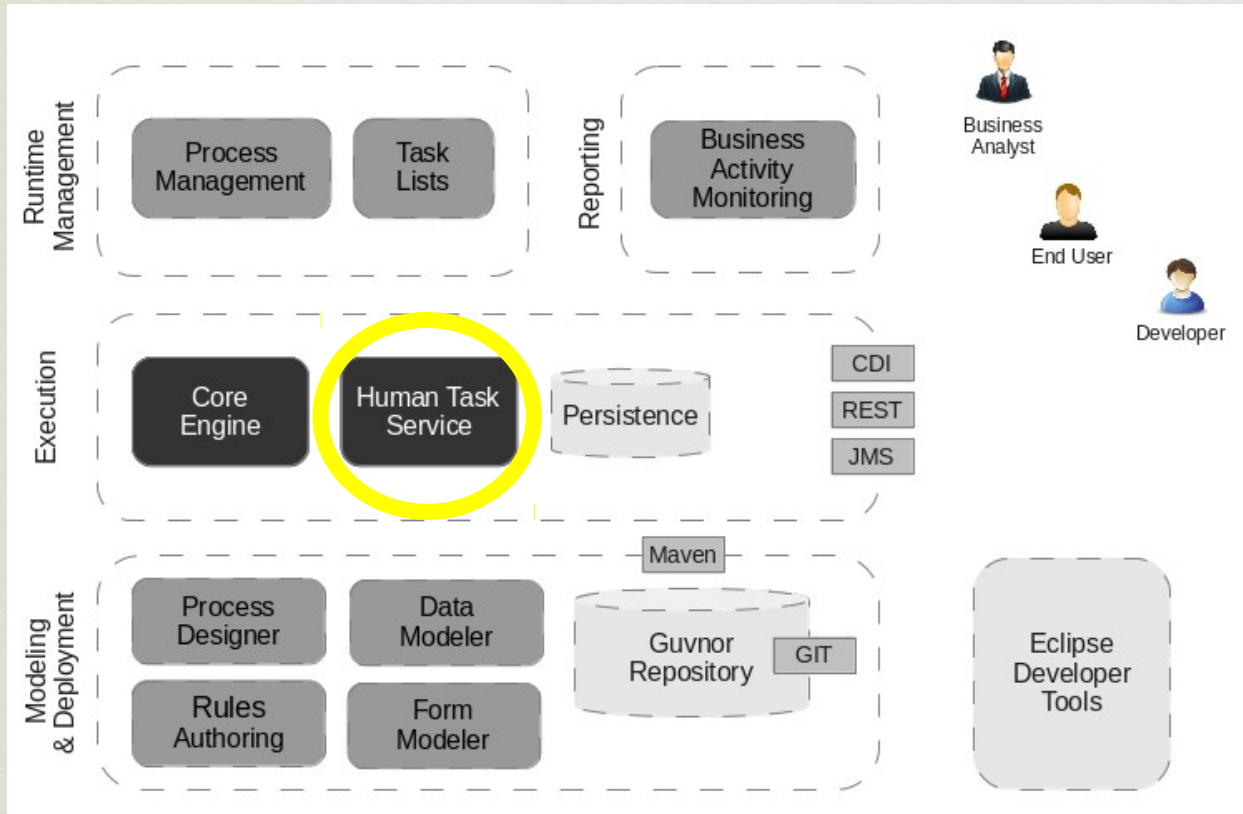 Runtime
Management
Process
Management
Task
Lists
Reporting
Business
Activity
Monitoring
Business
Analyst
End User
Developer
Execution
Core
Engine
Human Task
Service
Persistence
CDI
REST
JMS
Modeling
& Deployment
Process
Designer
Data
Modeler
Rules
Authoring
Form
Modeler
Maven
Guvnor
Repository
GIT
Eclipse
Developer
Tools